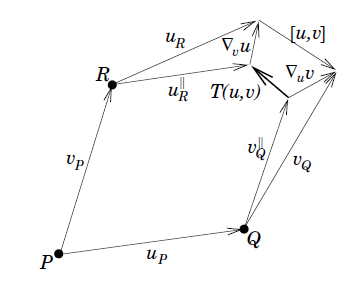 u_R
[u,v]
∇_v u
R
∇_u v
u_R^∥
T(u,v)
v_Q^∥
v_P
v_Q
Q
u_P
P